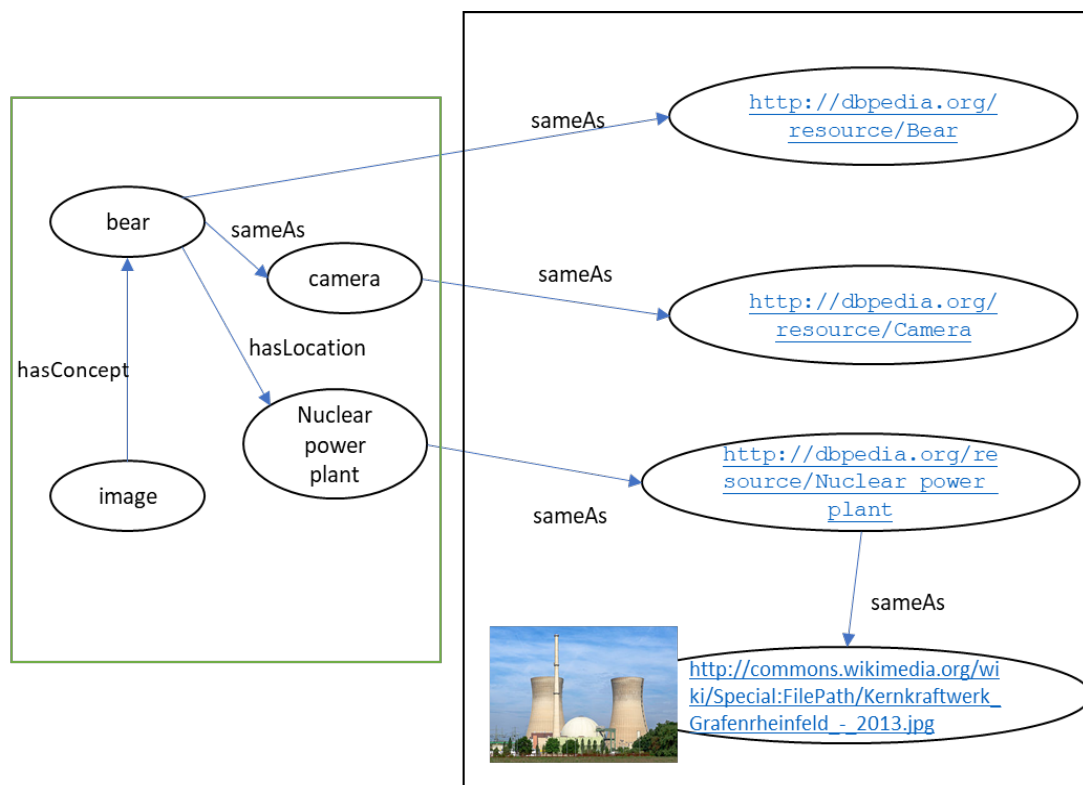 http://dbpedia.org/
resource/Bear
sameAs
bear
sameAs
camera
sameAs
http://dbpedia.org/
resource/Camera
hasLocation
hasConcept
Nuclear
power
plant
http://dbpedia.org/re
source/Nuclear power
plant
image
sameAs
sameAs
http://commons.wikimedia.org/wi
ki/Special:FilePath/Kernkraftwerk_
Grafenrheinfeld_-_2013.jpg